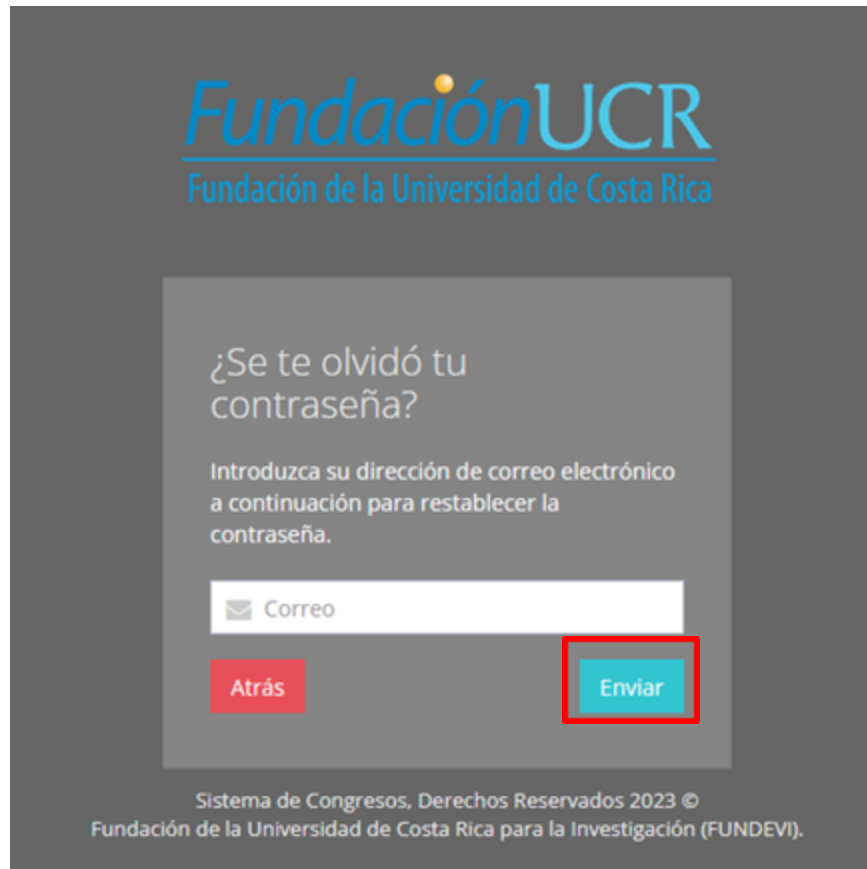 FundaciónUCR
Fundación de la Universidad de Costa Rica
¿Se te olvidó tu
contraseña?
Introduzca su dirección de correo electrónico
a continuación para restablecer la
contraseña.
Correo
Atrás
Enviar
Sistema de Congresos, Derechos Reservados 2023 ©
Fundación de la Universidad de Costa Rica para la Investigación (FUNDEVI).